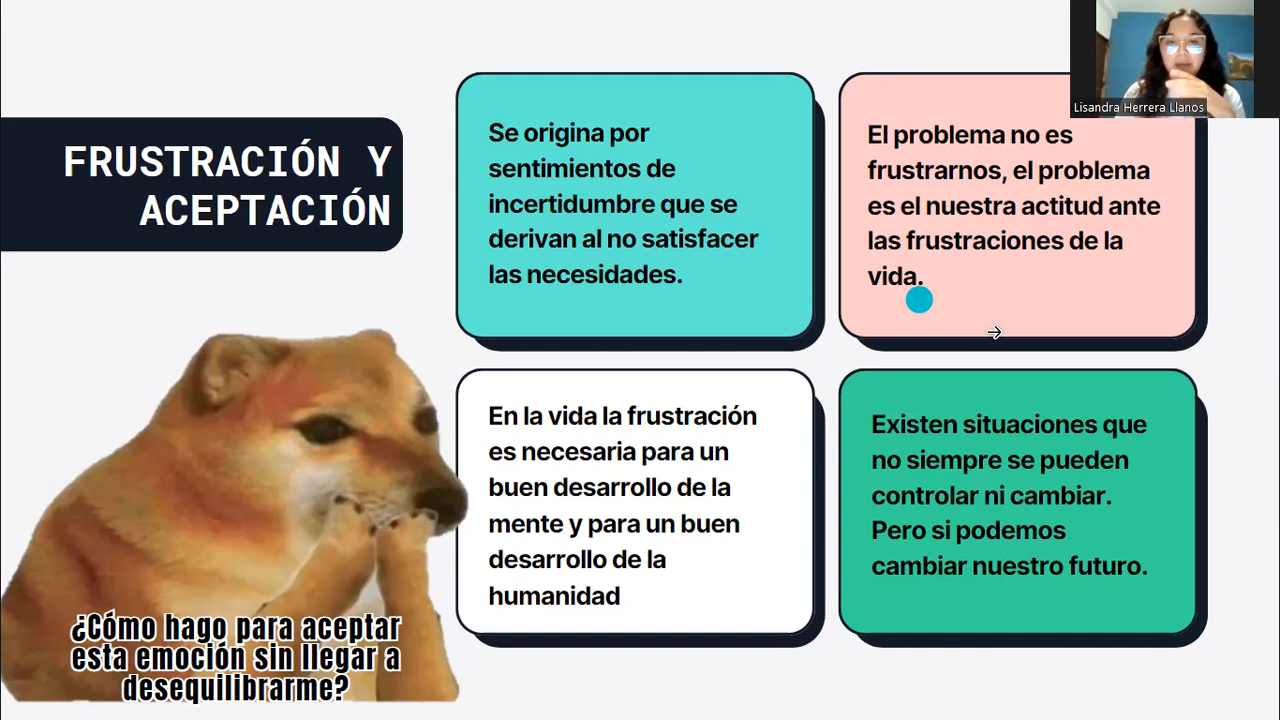 FRUSTRACIÓN Y
ACEPTACIÓN
Se origina por
sentimientos de
incertidumbre que se
derivan al no satisfacer
las necesidades.
El problema no es
frustrarnos, el problema
es el nuestra actitud ante
las frustraciones de la
vida.
En la vida la frustración
es necesaria para un
buen desarrollo de la
mente y para un buen
desarrollo de la
humanidad
Existen situaciones que
no siempre se pueden
controlar ni cambiar.
Pero si podemos
cambiar nuestro futuro.
¿Cómo hago para aceptar
esta emoción sin llegar a
desequilibrarme?
Lisandra Herrera Llanos